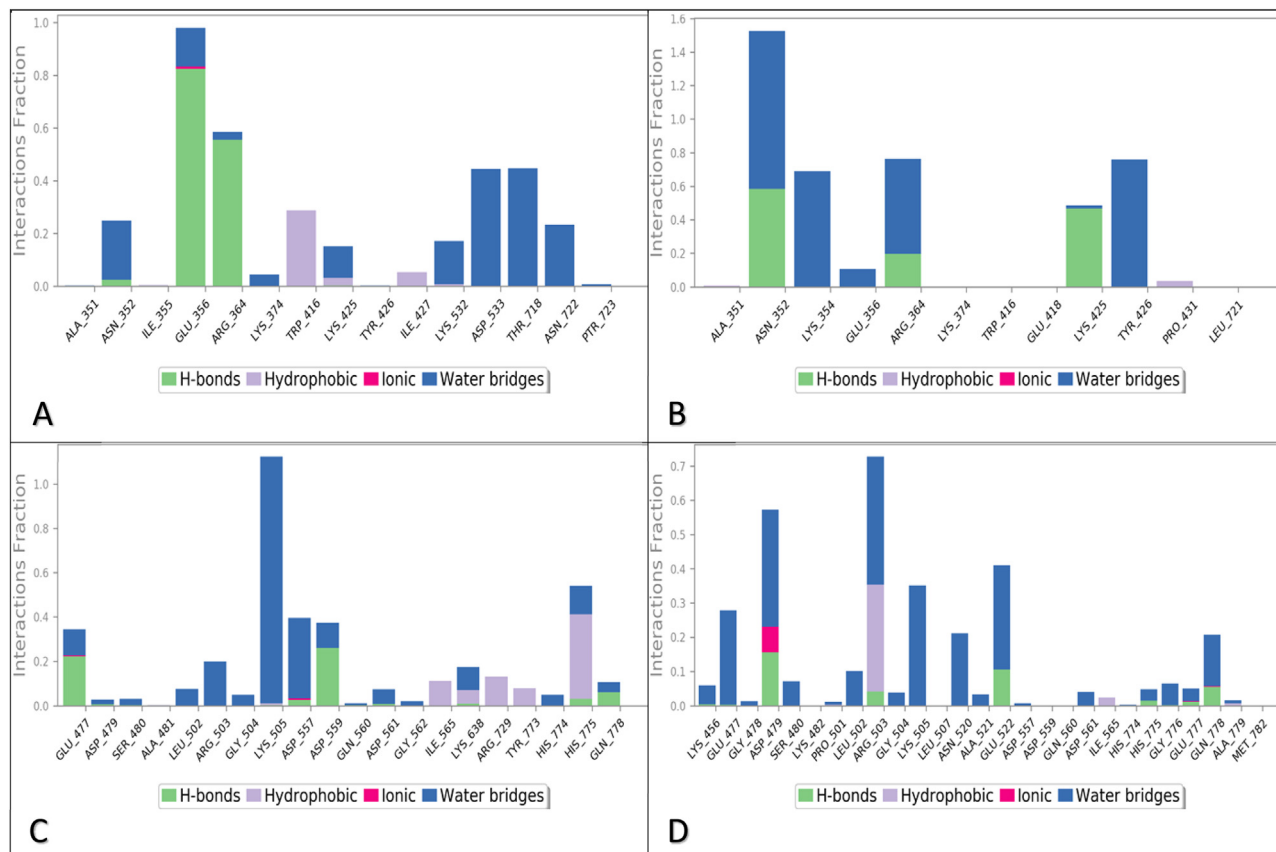 Interactions Fraction
1.0
0.8
0.6
0.4
0.2
0.0
ALA_351 ASN_352 ILE_355 GLU_356 ARG_364 LYS_374 TRP_416 LYS_425 TYR_426 ILE_427 LYS_532 ASP_533 THR_718 ASN_722 PTR_723
H-bonds Hydrophobic Ionic Water bridges
A
Interactions Fraction
1.6
1.4
1.2
1.0
0.8
0.6
0.4
0.2
0.0
ALA_351 ASN_352 LYS_354 GLU_356 ARG_364 LYS_374 TRP_416 GLU_418 LYS_425 TYR_426 PRO_431 LEU_721
H-bonds Hydrophobic Ionic Water bridges
B
Interactions Fraction
1.0
0.8
0.6
0.4
0.2
0.0
GLU_477 ASP_479 SER_480 ALA_481 LEU_502 ARG_503 GLY_504 LYS_505 ASP_557 ASP_559 GLN_560 ASP_561 GLY_562 ILE_565 LYS_638 ARG_729 TYR_773 HIS_774 HIS_775 GLN_778
H-bonds Hydrophobic Ionic Water bridges
C
Interactions Fraction
0.7
0.6
0.5
0.4
0.3
0.2
0.1
0.0
LYS_456 GLU_477 GLY_478 ASP_479 SER_480 LYS_482 PRO_501 LEU_502 ARG_503 GLY_504 LYS_505 LEU_507 ASN_520 ALA_521 GLU_522 ASP_557 ASP_559 GLN_560 ASP_561 ILE_565 HIS_774 HIS_775 GLY_776 GLU_777 GLN_778 ALA_779 MET_782
H-bonds Hydrophobic Ionic Water bridges
D